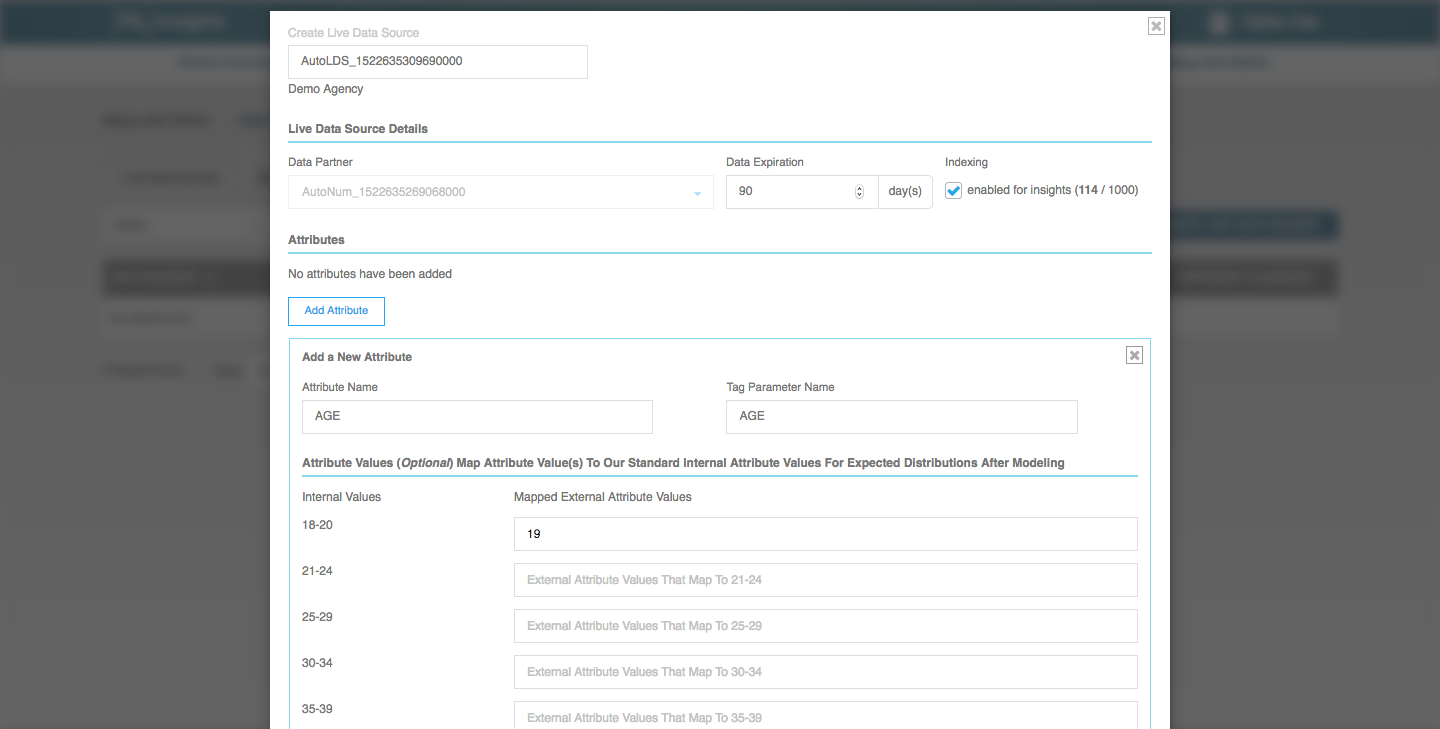 Create Live Data Source
AutoLDS_1522635309690000
Demo Agency
Live Data Source Details
Data Partner
Data Expiration
Indexing
AutoNum_1522635269068000
90
day(s)
enabled for insights (114 / 1000)
Attributes
No attributes have been added
Add Attribute
Add a New Attribute
Attribute Name
Tag Parameter Name
AGE
AGE
Attribute Values (Optional) Map Attribute Value(s) To Our Standard Internal Attribute Values For Expected Distributions After Modeling
Internal Values
Mapped External Attribute Values
18-20
19
21-24
External Attribute Values That Map To 21-24
25-29
External Attribute Values That Map To 25-29
30-34
External Attribute Values That Map To 30-34
35-39
External Attribute Values That Map To 35-39